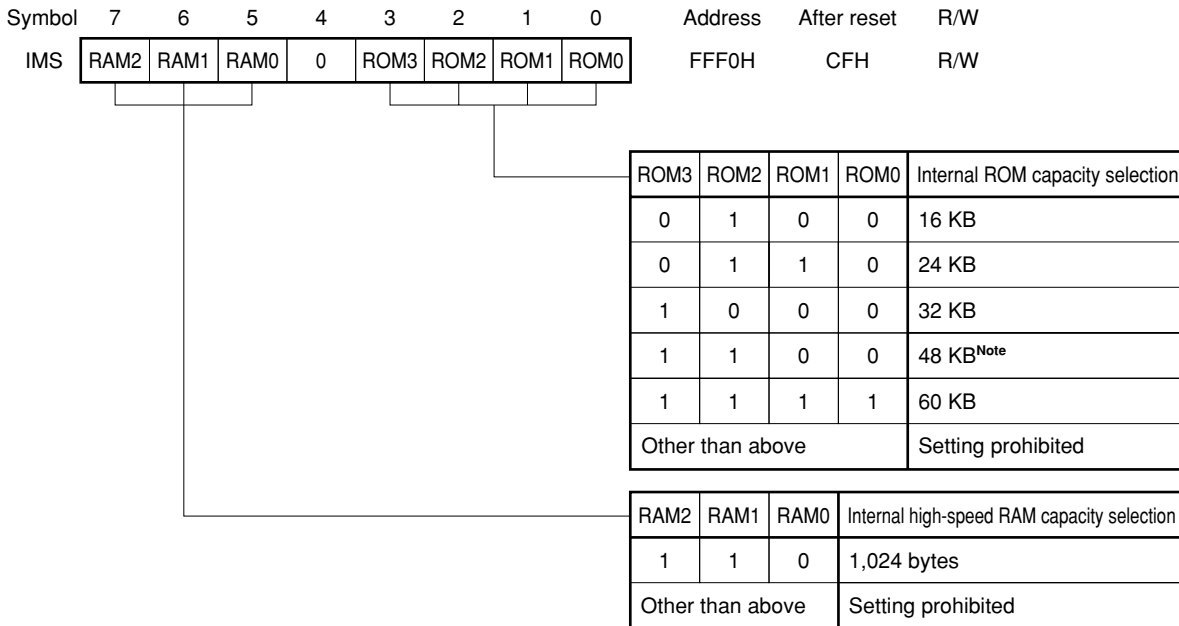 Symbol 7 6 5 4 3 2 1 0 Address After reset R/W
IMS RAM2 RAM1 RAM0 0 ROM3 ROM2 ROM1 ROM0 FFF0H CFH R/W
ROM3 ROM2 ROM1 ROM0 Internal ROM capacity selection
0 1 0 0 16 KB
0 1 1 0 24 KB
1 0 0 0 32 KB
1 1 0 0 48 KBNote
1 1 1 1 60 KB
Other than above Setting prohibited
RAM2 RAM1 RAM0 Internal high-speed RAM capacity selection
1 1 0 1,024 bytes
Other than above Setting prohibited